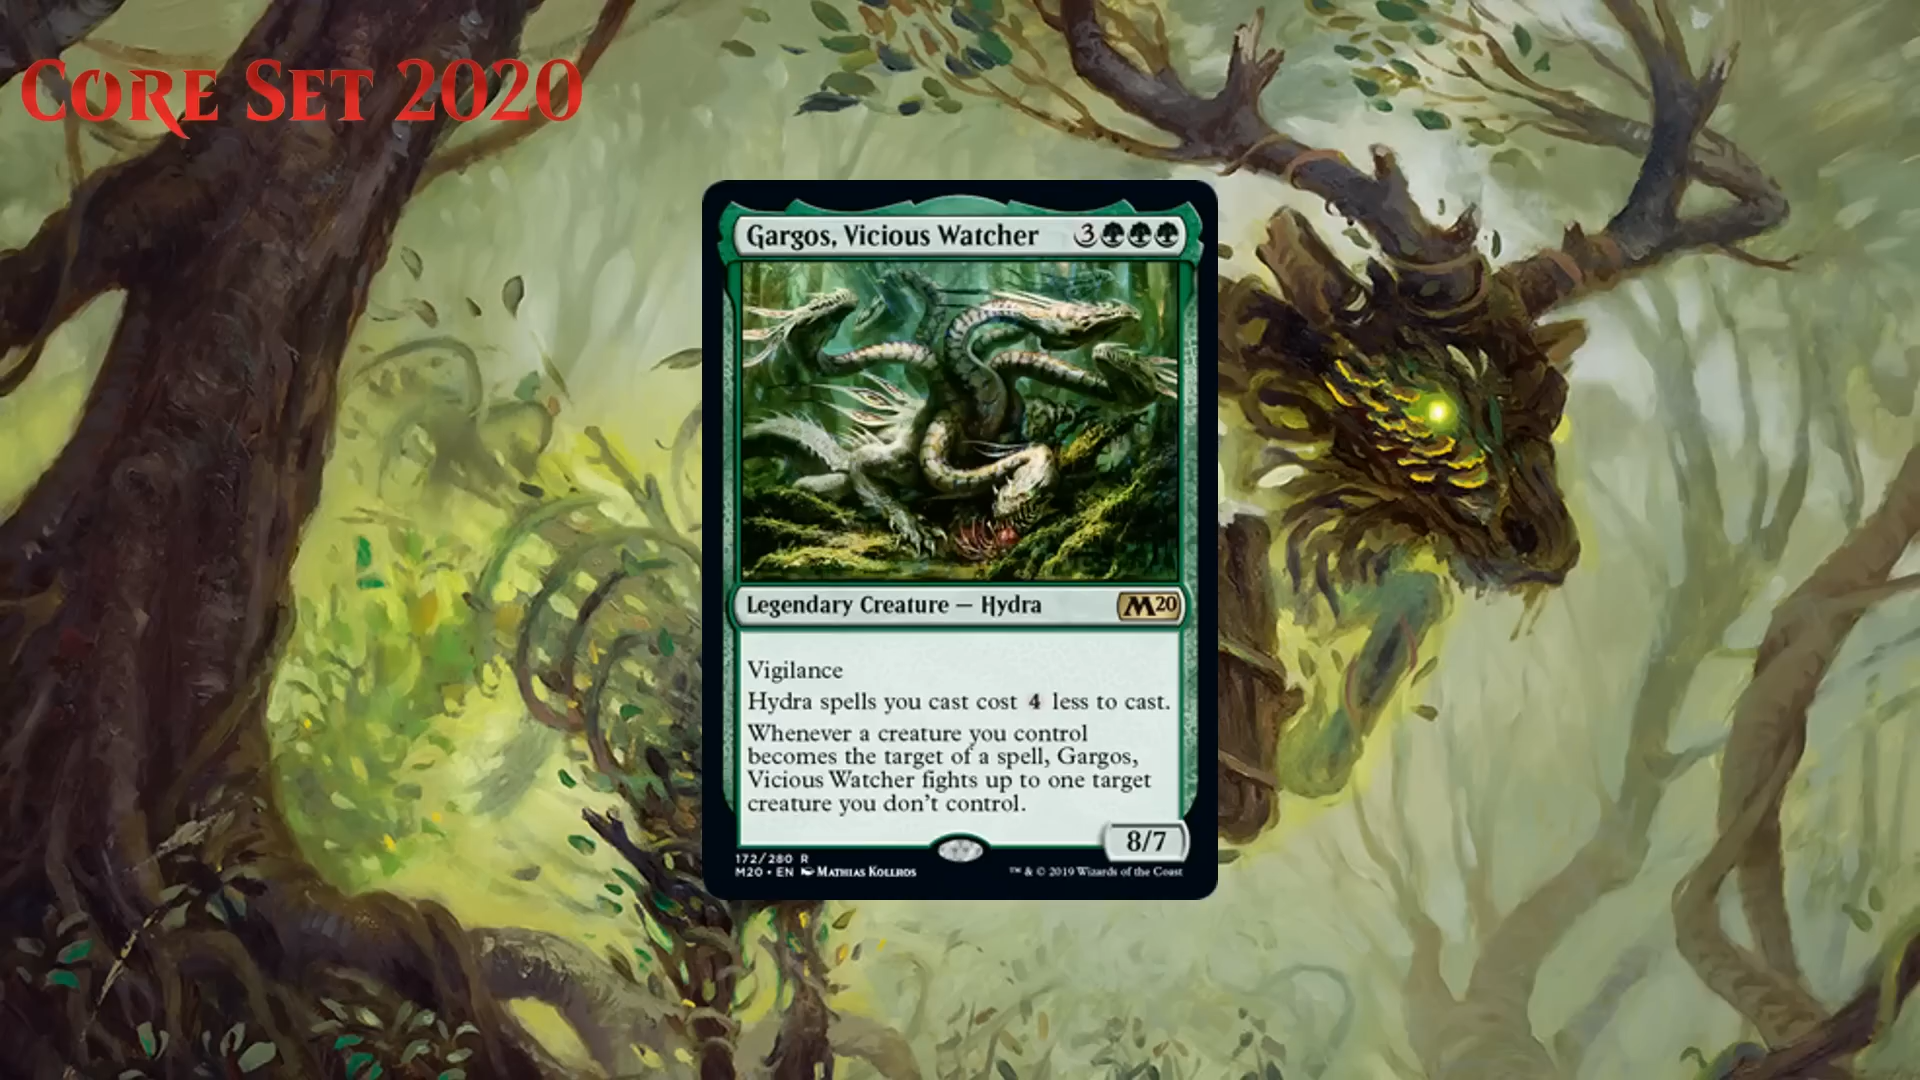 Core Set 2020
Gargos, Vicious Watcher 3
Legendary Creature — Hydra M20
Vigilance
Hydra spells you cast cost 4 less to cast.
Whenever a creature you control
becomes the target of a spell, Gargos,
Vicious Watcher fights up to one target
creature you don't control.
8/7
172/280 R
M20 • EN Mathias Kollros ™ & © 2019 Wizards of the Coast